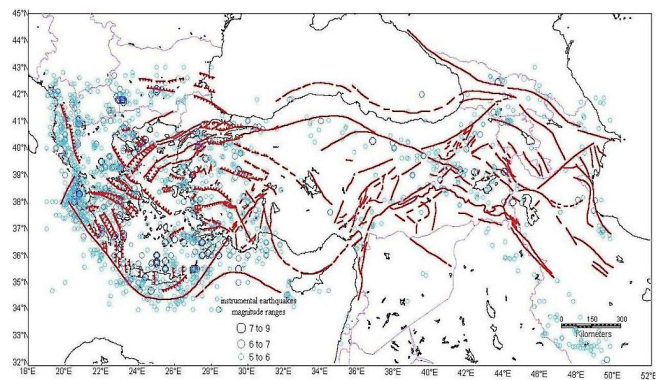 45°N
44°N
43°N
42°N
41°N
40°N
39°N
38°N
37°N
36°N
35°N
34°N
33°N
32°N
instrumental earthquakes
magnitude ranges
7 to 9
6 to 7
5 to 6
0 150 300
Kilometers
18°E 20°E 22°E 24°E 26°E 28°E 30°E 32°E 34°E 36°E 38°E 40°E 42°E 44°E 46°E 48°E 50°E 52°E